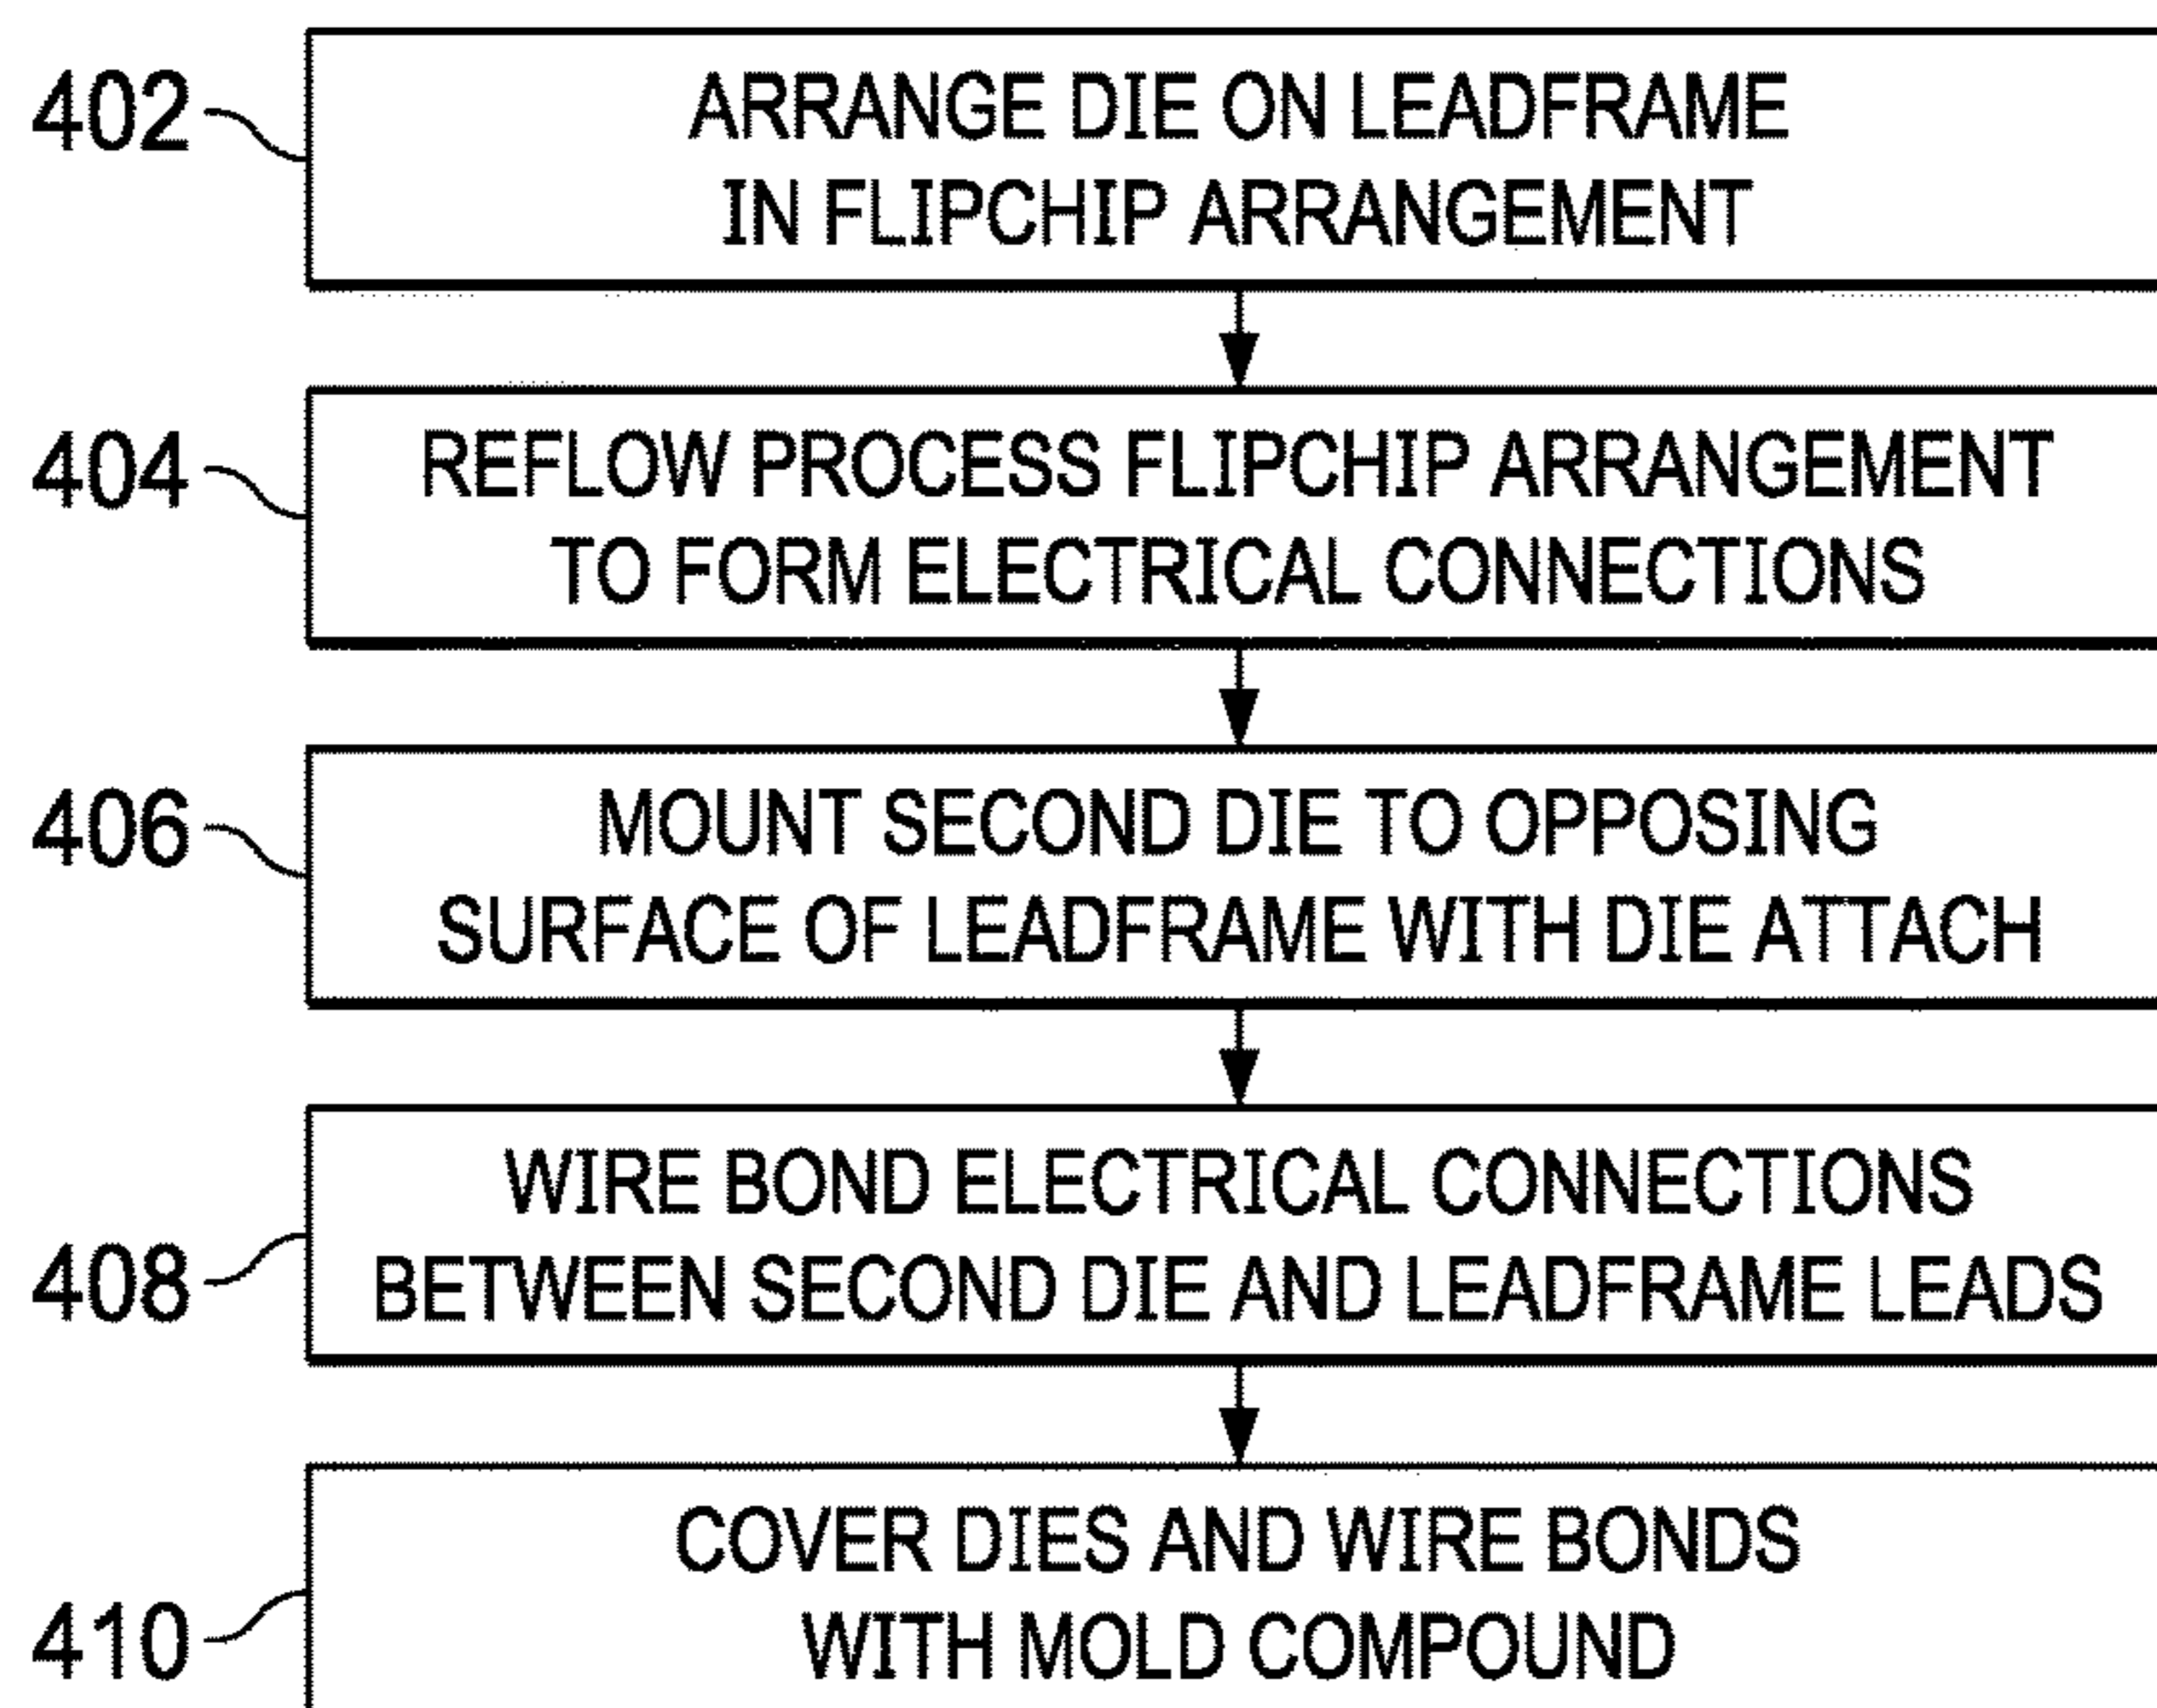 402
ARRANGE DIE ON LEADFRAME
IN FLIPCHIP ARRANGEMENT
404
REFLOW PROCESS FLIPCHIP ARRANGEMENT
TO FORM ELECTRICAL CONNECTIONS
406
MOUNT SECOND DIE TO OPPOSING
SURFACE OF LEADFRAME WITH DIE ATTACH
408
WIRE BOND ELECTRICAL CONNECTIONS
BETWEEN SECOND DIE AND LEADFRAME LEADS
410
COVER DIES AND WIRE BONDS
WITH MOLD COMPOUND